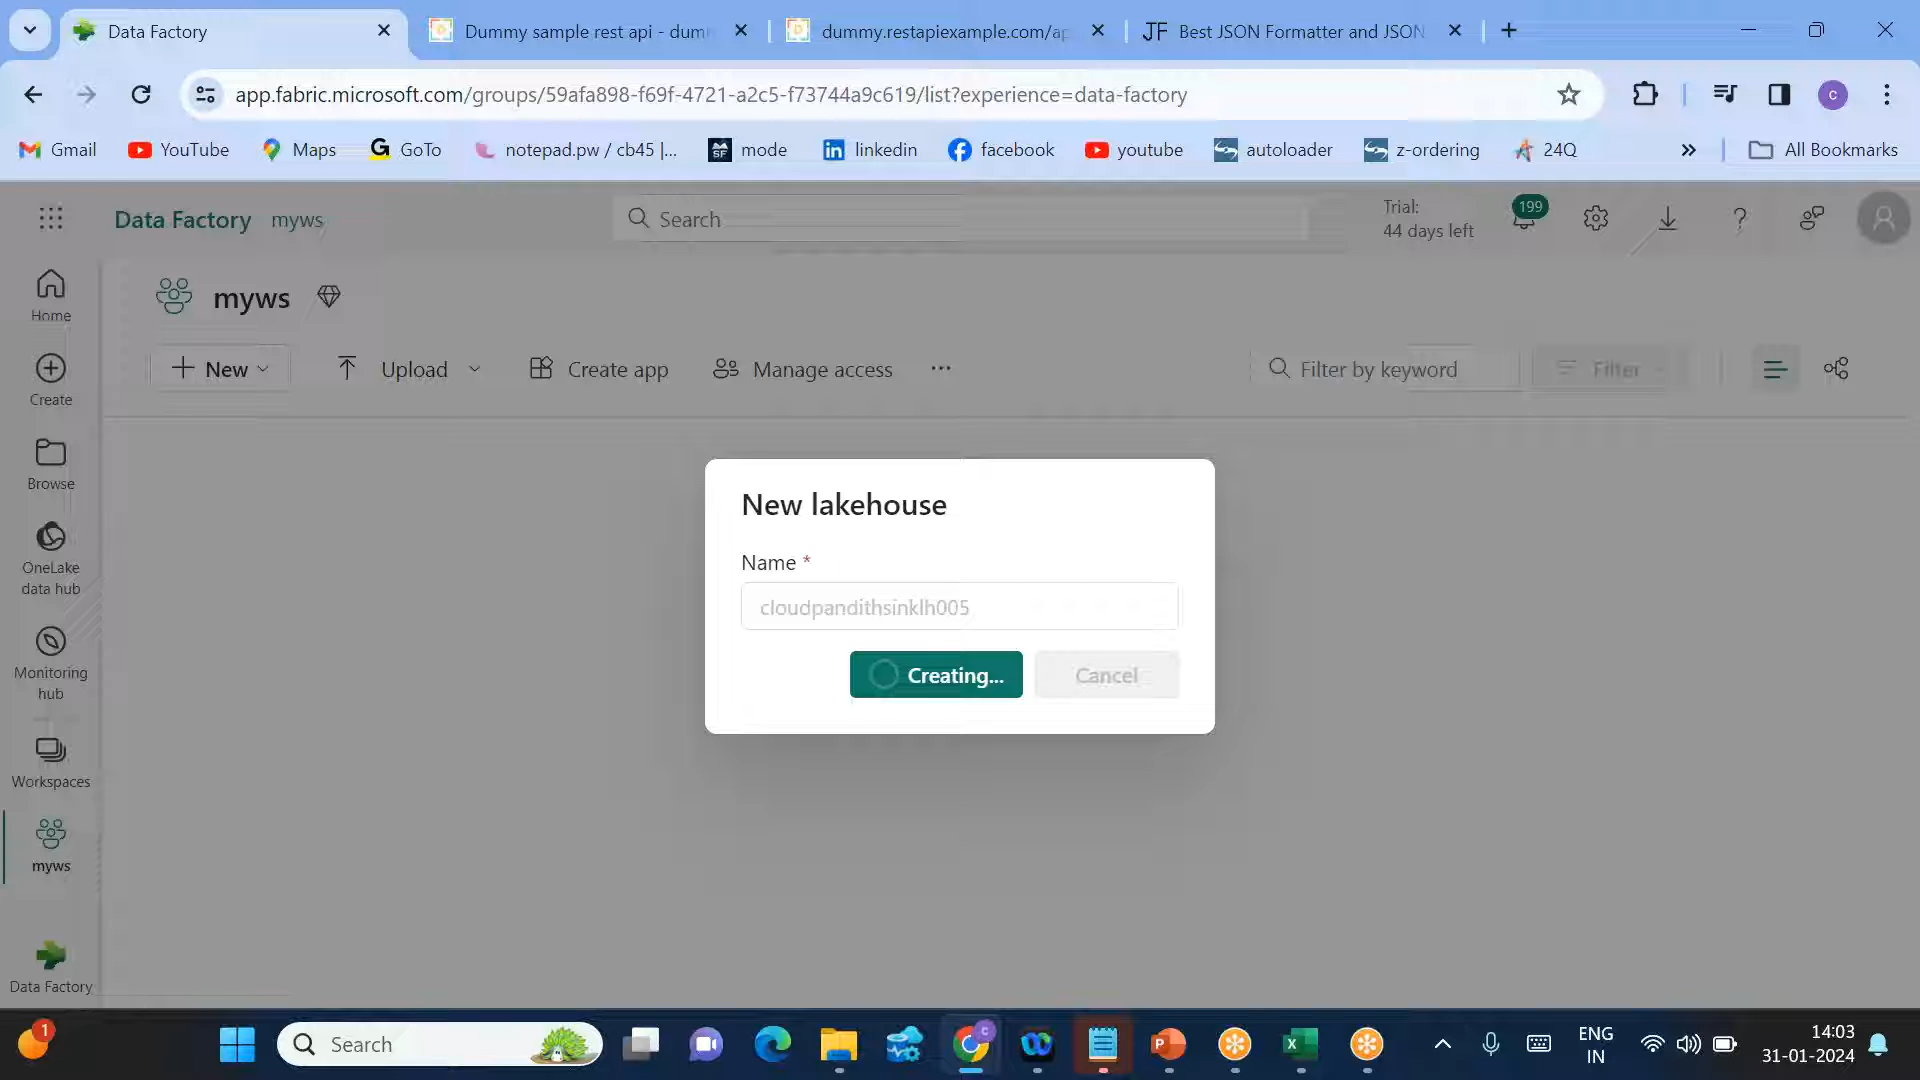 Data Factory
Dummy sample rest api - dumm
dummy.restapiexample.com/ap
JF Best JSON Formatter and JSON
app.fabric.microsoft.com/groups/59afa898-f69f-4721-a2c5-f73744a9c619/list?experience=data-factory
c
Gmail
YouTube
Maps
GoTo
notepad.pw / cb45 |...
mode
linkedin
facebook
youtube
autoloader
z-ordering
24Q
All Bookmarks
Data Factory myws
Search
Trial:
44 days left
199
Home
Create
Browse
OneLake
data hub
Monitoring
hub
Workspaces
myws
Data Factory
myws
New
Upload
Create app
Manage access
Filter by keyword
Filter
New lakehouse
Name *
cloudpandithsinklh005
Creating...
Cancel
1
Search
ENG
IN
14:03
31-01-2024